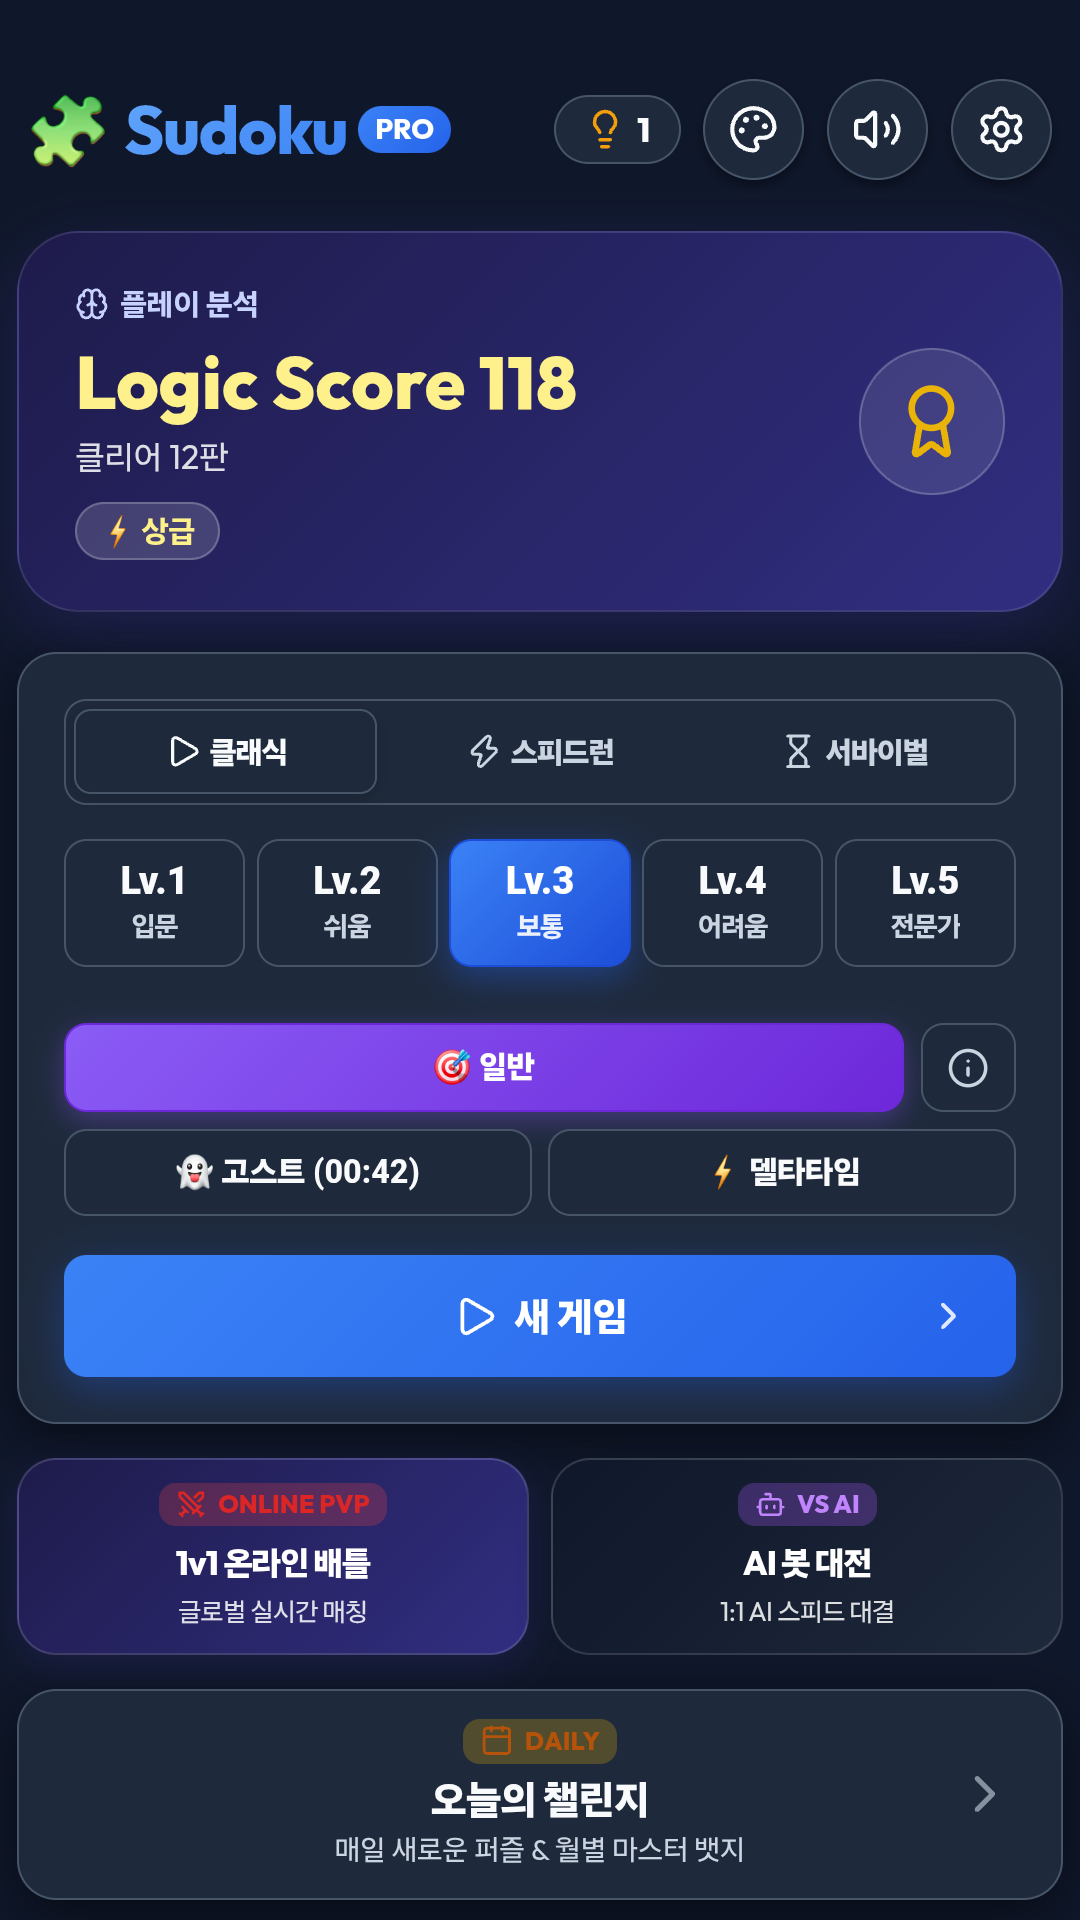 Sudoku PRO
1
플레이 분석
Logic Score 118
클리어 12판
상급
클래식
스피드런
서바이벌
Lv.1
입문
Lv.2
쉬움
Lv.3
보통
Lv.4
어려움
Lv.5
전문가
일반
고스트 (00:42)
델타타임
새 게임
ONLINE PVP
1v1 온라인 배틀
글로벌 실시간 매칭
VS AI
AI 봇 대전
1:1 AI 스피드 대결
DAILY
오늘의 챌린지
매일 새로운 퍼즐 & 월별 마스터 뱃지